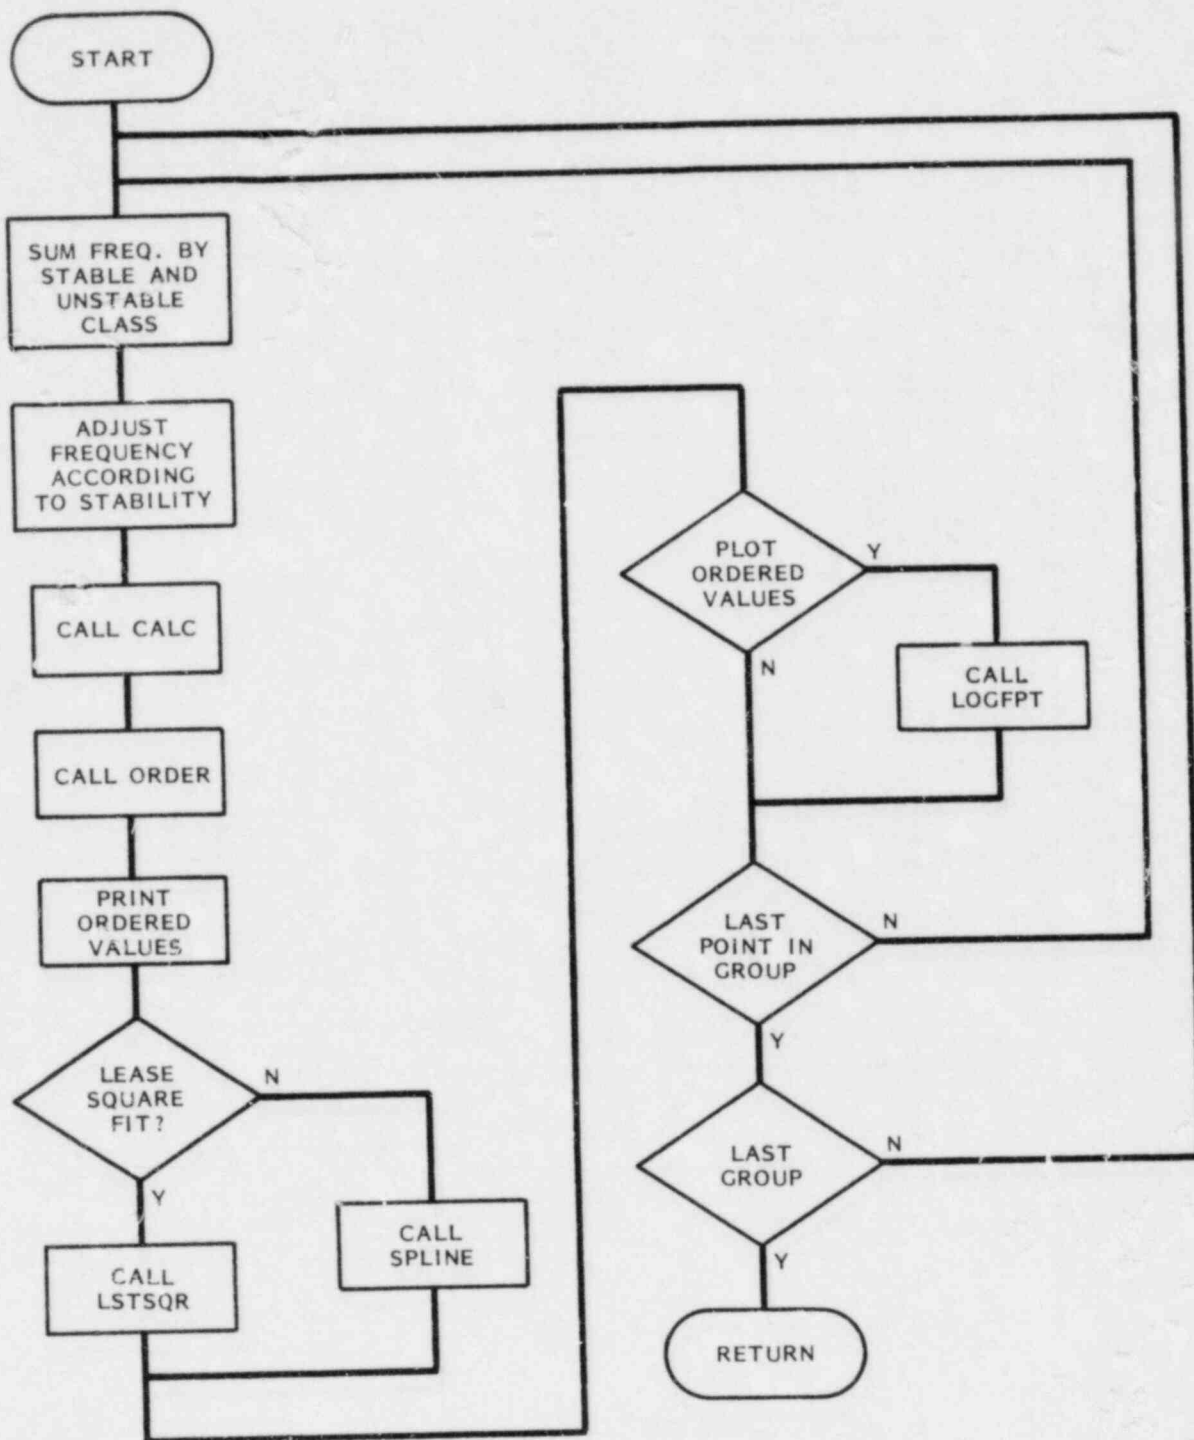 START
SUM FREQ. BY
STABLE AND
UNSTABLE
CLASS
ADJUST
FREQUENCY
ACCORDING
TO STABILITY
CALL CALC
CALL ORDER
PRINT
ORDERED
VALUES
LEASE
SQUARE
FIT?
N
Y
CALL
SPLINE
CALL
LSTSQR
PLOT
ORDERED
VALUES
Y
N
CALL
LOGFPT
LAST
POINT IN
GROUP
N
Y
LAST
GROUP
N
Y
RETURN